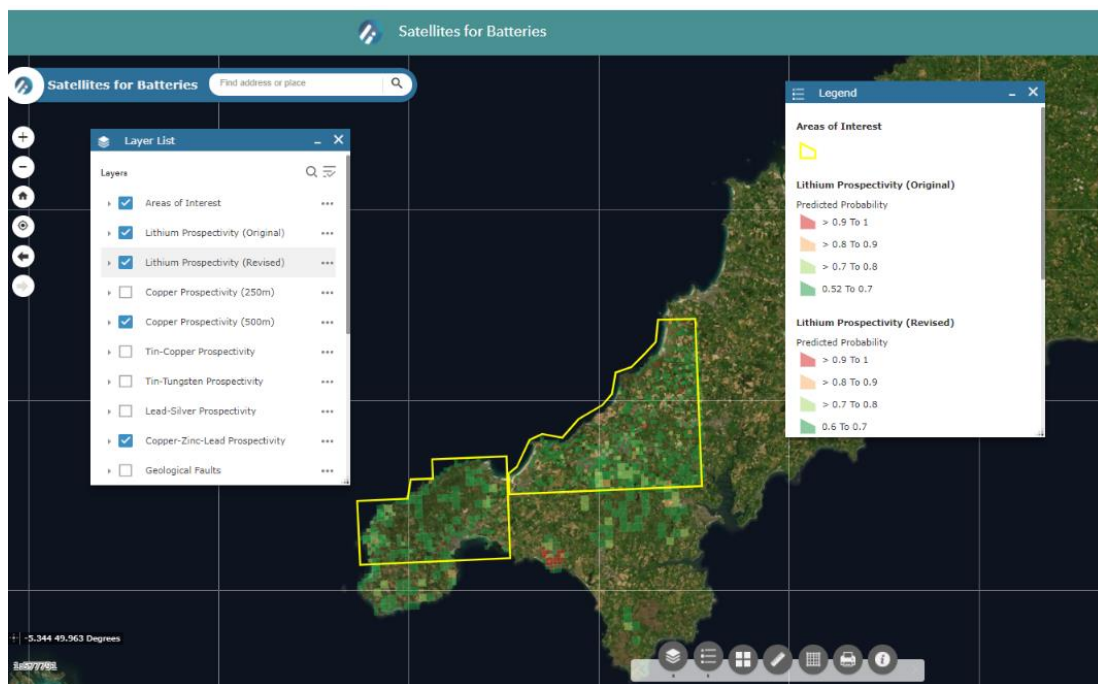 Satellites for Batteries
Satellites for Batteries
Find address or place
Layer List
Layers
Areas of Interest
Lithium Prospectivity (Original)
Lithium Prospectivity (Revised)
Copper Prospectivity (250m)
Copper Prospectivity (500m)
Tin-Copper Prospectivity
Tin-Tungsten Prospectivity
Lead-Silver Prospectivity
Copper-Zinc-Lead Prospectivity
Geological Faults
Legend
Areas of Interest
Lithium Prospectivity (Original)
Predicted Probability
> 0.9 To 1
> 0.8 To 0.9
> 0.7 To 0.8
0.52 To 0.7
Lithium Prospectivity (Revised)
Predicted Probability
> 0.9 To 1
> 0.8 To 0.9
> 0.7 To 0.8
0.6 To 0.7
-5.344 49.963 Degrees